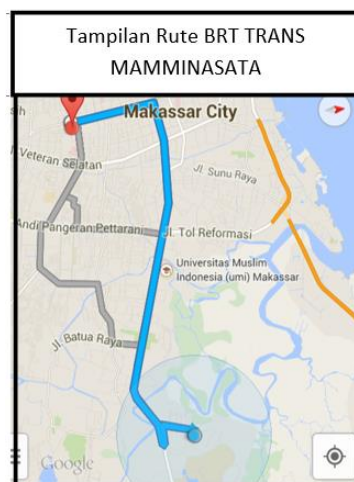 Tampilan Rute BRT TRANS
MAMMINASATA
Makassar City
Veteran Selatan
Jl. Sunu Raya
Andi Pangeran Pettarani
Jl. Tol Reformasi
Universitas Muslim
Indonesia (umi) Makassar
Jl. Batua Raya
Google